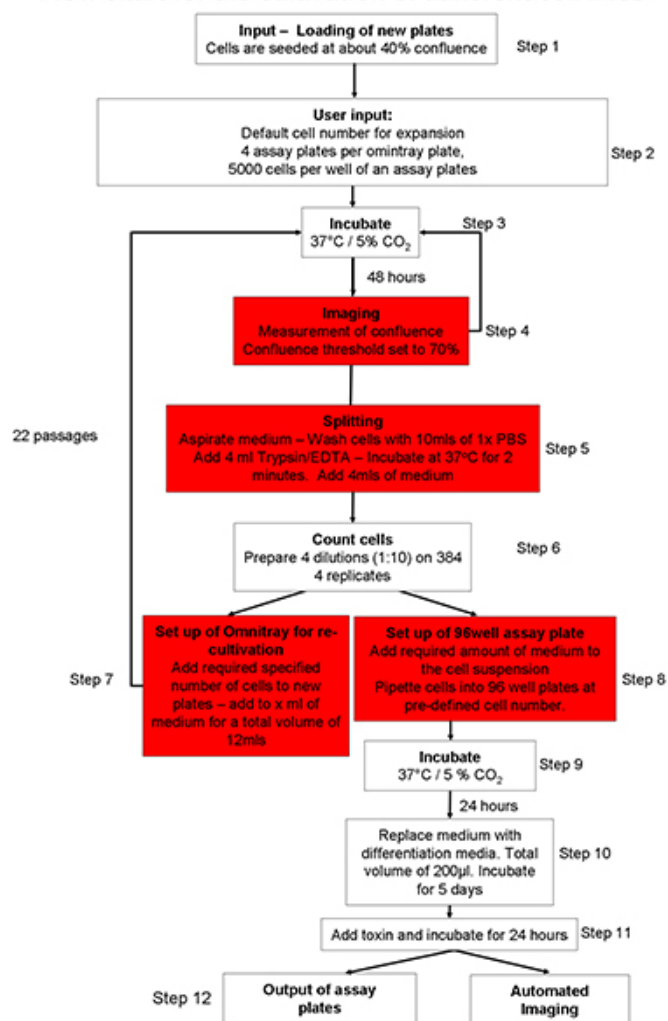 Input – Loading of new plates
Cells are seeded at about 40% confluence
Step 1
User input:
Default cell number for expansion
4 assay plates per omintray plate,
5000 cells per well of an assay plates
Step 2
Step 3
Incubate
37°C / 5% CO2
48 hours
Imaging
Measurement of confluence
Confluence threshold set to 70%
Step 4
22 passages
Splitting
Aspirate medium – Wash cells with 10mls of 1x PBS
Add 4 ml Trypsin/EDTA – Incubate at 37°C for 2
minutes. Add 4mls of medium
Step 5
Count cells
Prepare 4 dilutions (1:10) on 384
4 replicates
Step 6
Step 7
Set up of Omnitray for re-
cultivation
Add required specified
number of cells to new
plates – add to x ml of
medium for a total volume of
12mls
Set up of 96well assay plate
Add required amount of medium to
the cell suspension
Pipette cells into 96 well plates at
pre-defined cell number.
Step 8
Incubate
37°C / 5 % CO2
Step 9
24 hours
Replace medium with
differentiation media. Total
volume of 200µl. Incubate
for 5 days
Step 10
Add toxin and incubate for 24 hours
Step 11
Step 12
Output of assay
plates
Automated
Imaging